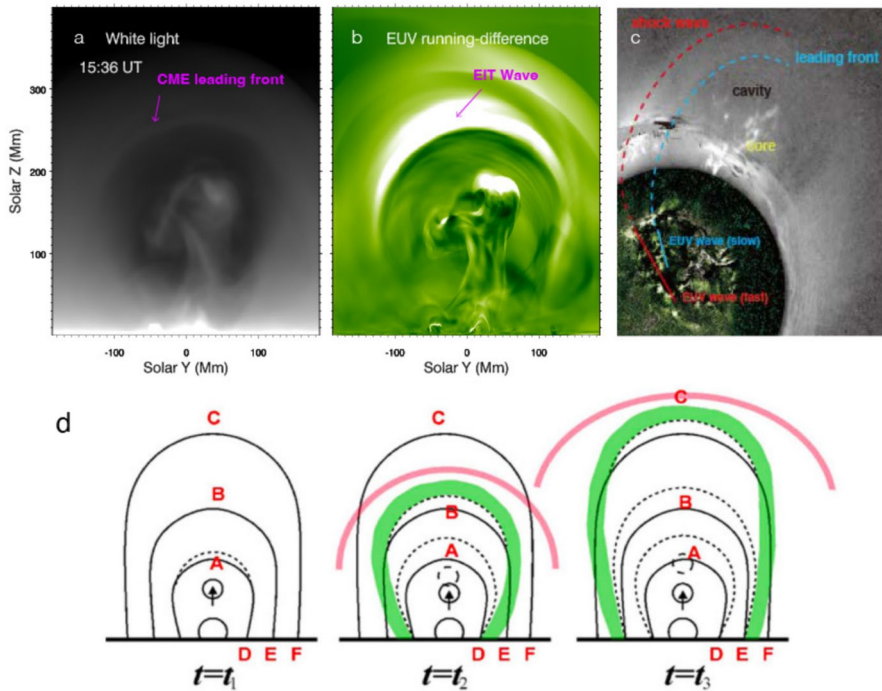 a White light
15:36 UT
CME leading front
Solar Z (Mm)
300
200
100
-100 0 100
Solar Y (Mm)
b EUV running-difference
EIT Wave
-100 0 100
Solar Y (Mm)
c
shock wave
leading front
cavity
core
EUV wave (slow)
EUV wave (fast)
d
C
B
A
D E F
t=t₁
C
B
A
D E F
t=t₂
C
B
A
D E F
t=t₃